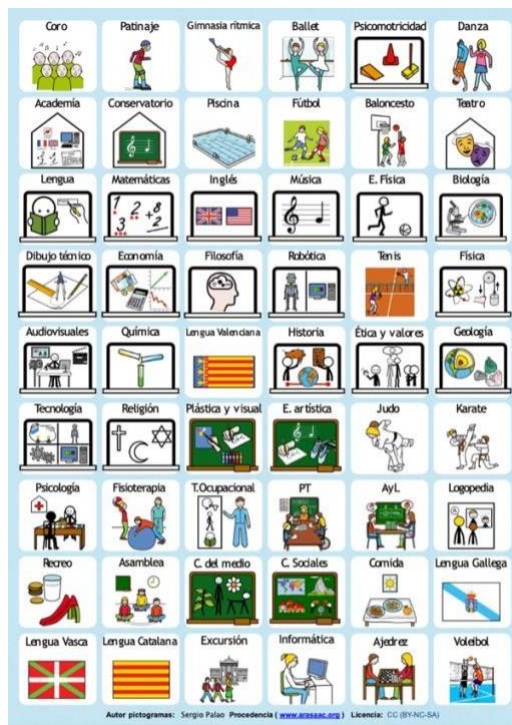 Coro Patinaje Gimnasia rítmica Ballet Psicomotricidad Danza
Academia Conservatorio Piscina Fútbol Baloncesto Teatro
Lengua Matemáticas Inglés Música E. Física Biología
Dibujo técnico Economía Filosofía Robótica Tenis Física
Audiovisuales Química Lengua Valenciana Historia Ética y valores Geología
Tecnología Religión Plástica y visual E. artística Judo Karate
Psicología Fisioterapia T.Ocupacional PT AyL Logopedia
Recreo Asamblea C. del medio C. Sociales Comida Lengua Gallega
Lengua Vasca Lengua Catalana Excursión Informática Ajedrez Voleibol
Autor pictogramas: Sergio Palao Procedencia ( www.arasaac.org ) Licencia: CC (BY-NC-SA)